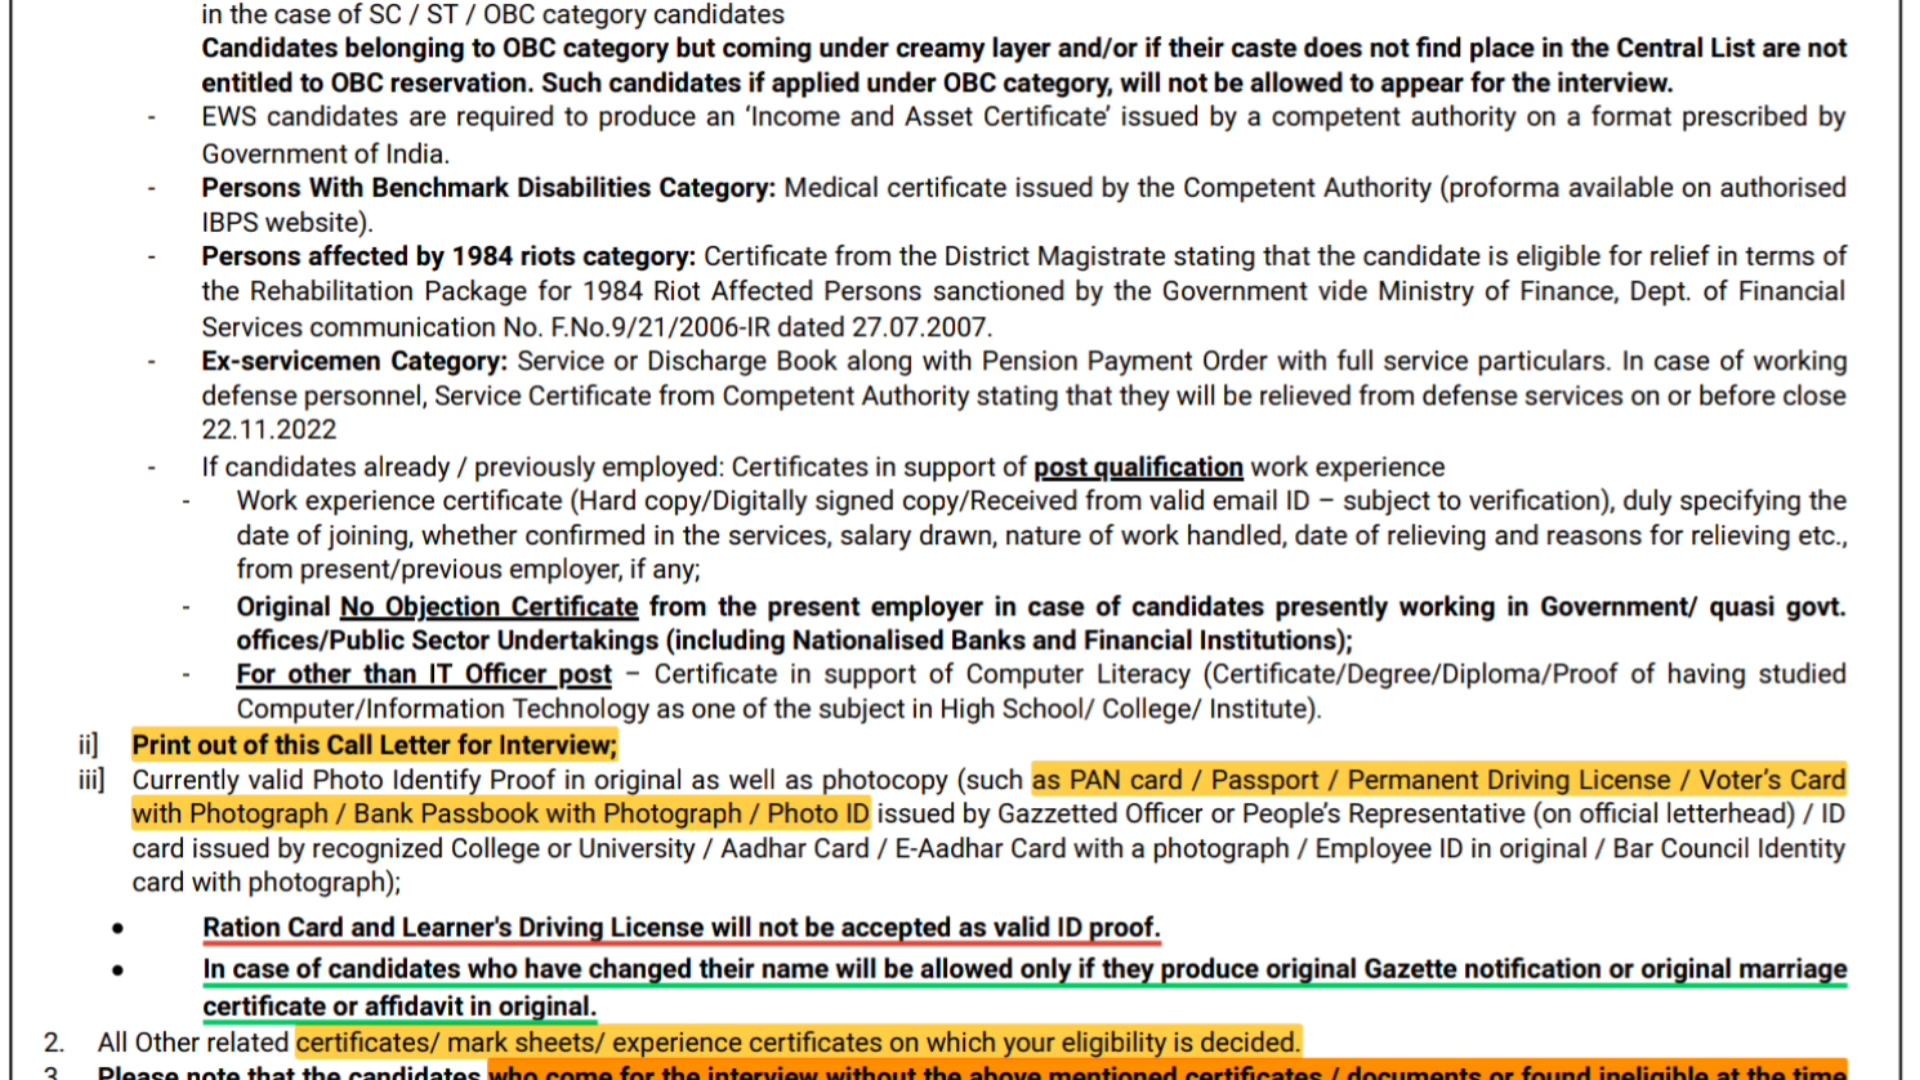 in the case of SC / ST / OBC category candidates
Candidates belonging to OBC category but coming under creamy layer and/or if their caste does not find place in the Central List are not
entitled to OBC reservation. Such candidates if applied under OBC category, will not be allowed to appear for the interview.
- EWS candidates are required to produce an ‘Income and Asset Certificate’ issued by a competent authority on a format prescribed by
Government of India.
- Persons With Benchmark Disabilities Category: Medical certificate issued by the Competent Authority (proforma available on authorised
IBPS website).
- Persons affected by 1984 riots category: Certificate from the District Magistrate stating that the candidate is eligible for relief in terms of
the Rehabilitation Package for 1984 Riot Affected Persons sanctioned by the Government vide Ministry of Finance, Dept. of Financial
Services communication No. F.No.9/21/2006-IR dated 27.07.2007.
- Ex-servicemen Category: Service or Discharge Book along with Pension Payment Order with full service particulars. In case of working
defense personnel, Service Certificate from Competent Authority stating that they will be relieved from defense services on or before close
22.11.2022
- If candidates already / previously employed: Certificates in support of post qualification work experience
- Work experience certificate (Hard copy/Digitally signed copy/Received from valid email ID – subject to verification), duly specifying the
date of joining, whether confirmed in the services, salary drawn, nature of work handled, date of relieving and reasons for relieving etc.,
from present/previous employer, if any;
- Original No Objection Certificate from the present employer in case of candidates presently working in Government/ quasi govt.
offices/Public Sector Undertakings (including Nationalised Banks and Financial Institutions);
- For other than IT Officer post – Certificate in support of Computer Literacy (Certificate/Degree/Diploma/Proof of having studied
Computer/Information Technology as one of the subject in High School/ College/ Institute).
ii] Print out of this Call Letter for Interview;
iii] Currently valid Photo Identify Proof in original as well as photocopy (such as PAN card / Passport / Permanent Driving License / Voter’s Card
with Photograph / Bank Passbook with Photograph / Photo ID issued by Gazzetted Officer or People’s Representative (on official letterhead) / ID
card issued by recognized College or University / Aadhar Card / E-Aadhar Card with a photograph / Employee ID in original / Bar Council Identity
card with photograph);
• Ration Card and Learner's Driving License will not be accepted as valid ID proof.
• In case of candidates who have changed their name will be allowed only if they produce original Gazette notification or original marriage
certificate or affidavit in original.
2. All Other related certificates/ mark sheets/ experience certificates on which your eligibility is decided.
3. Please note that the candidates who come for the interview without the above mentioned certificates / documents or found ineligible at the time